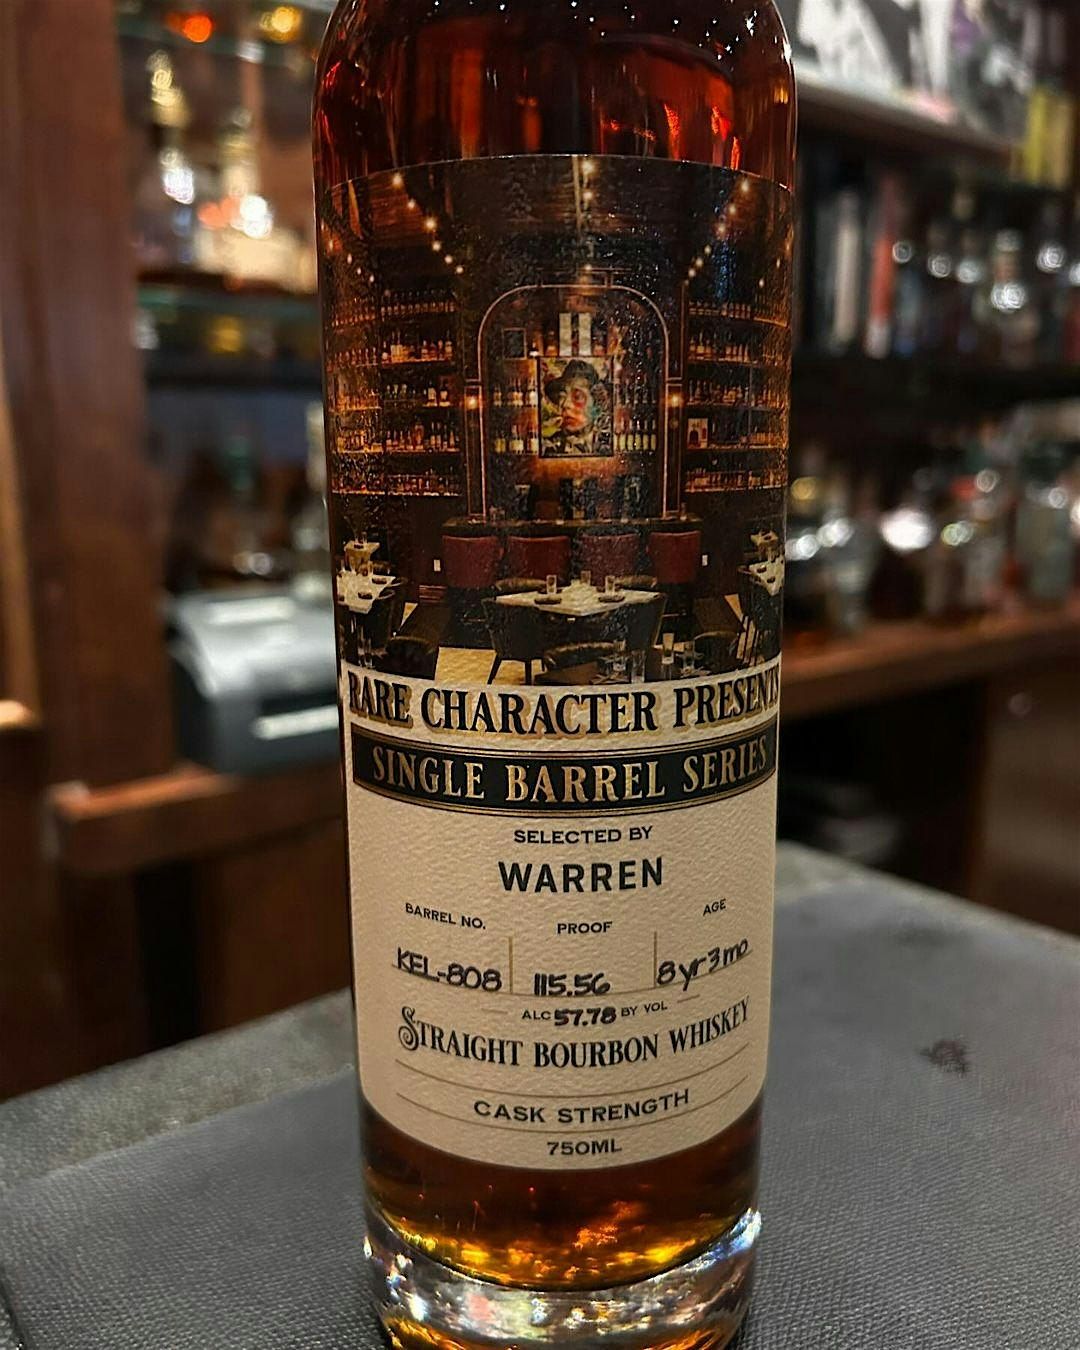 RARE CHARACTER PRESENTS
SINGLE BARREL SERIES
SELECTED BY
WARREN
BARREL NO. PROOF AGE
KEL-808 115.56 8yr 3mo
ALC 57.78 BY VOL
STRAIGHT BOURBON WHISKEY
CASK STRENGTH
750ML